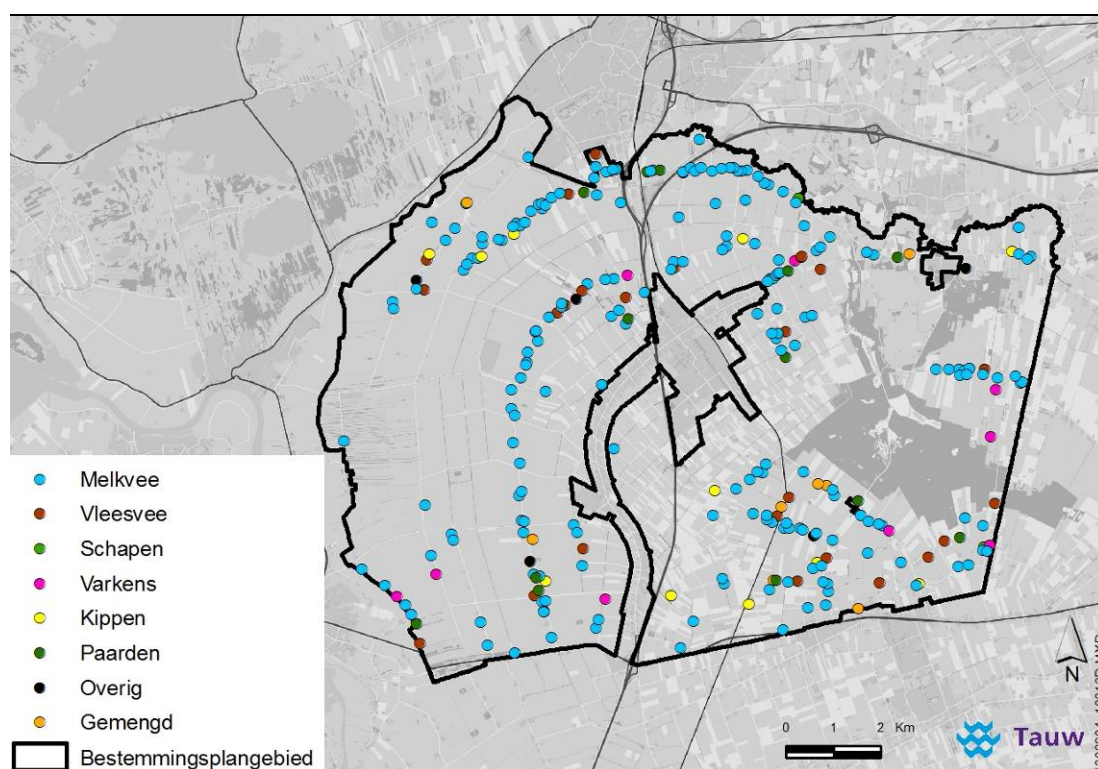 Melkvee
Vleesvee
Schapen
Varkens
Kippen
Paarden
Overig
Gemengd
Bestemmingsplangebied
0 1 2 Km
N
Tauw